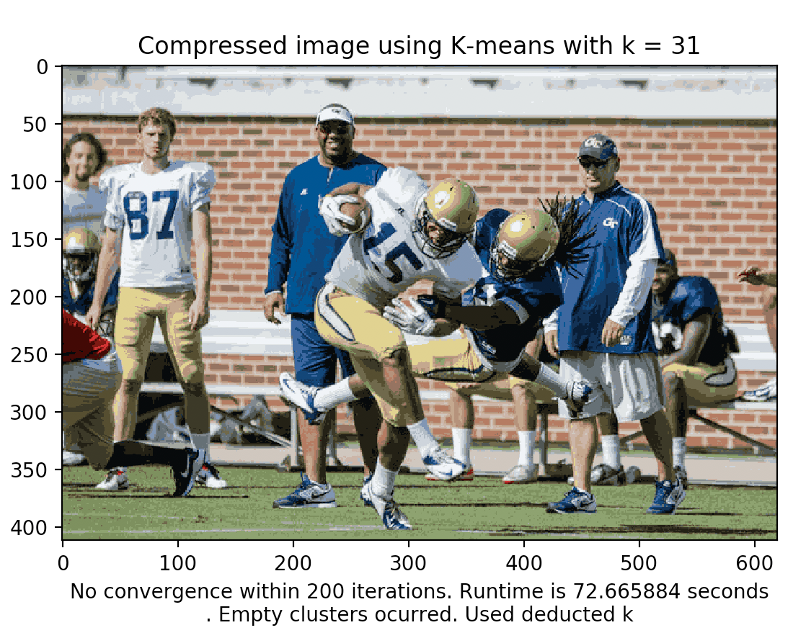 Compressed image using K-means with k = 31
0
50
100
150
200
250
300
350
400
87
15
GT
0 100 200 300 400 500 600
No convergence within 200 iterations. Runtime is 72.665884 seconds
. Empty clusters ocurred. Used deducted k